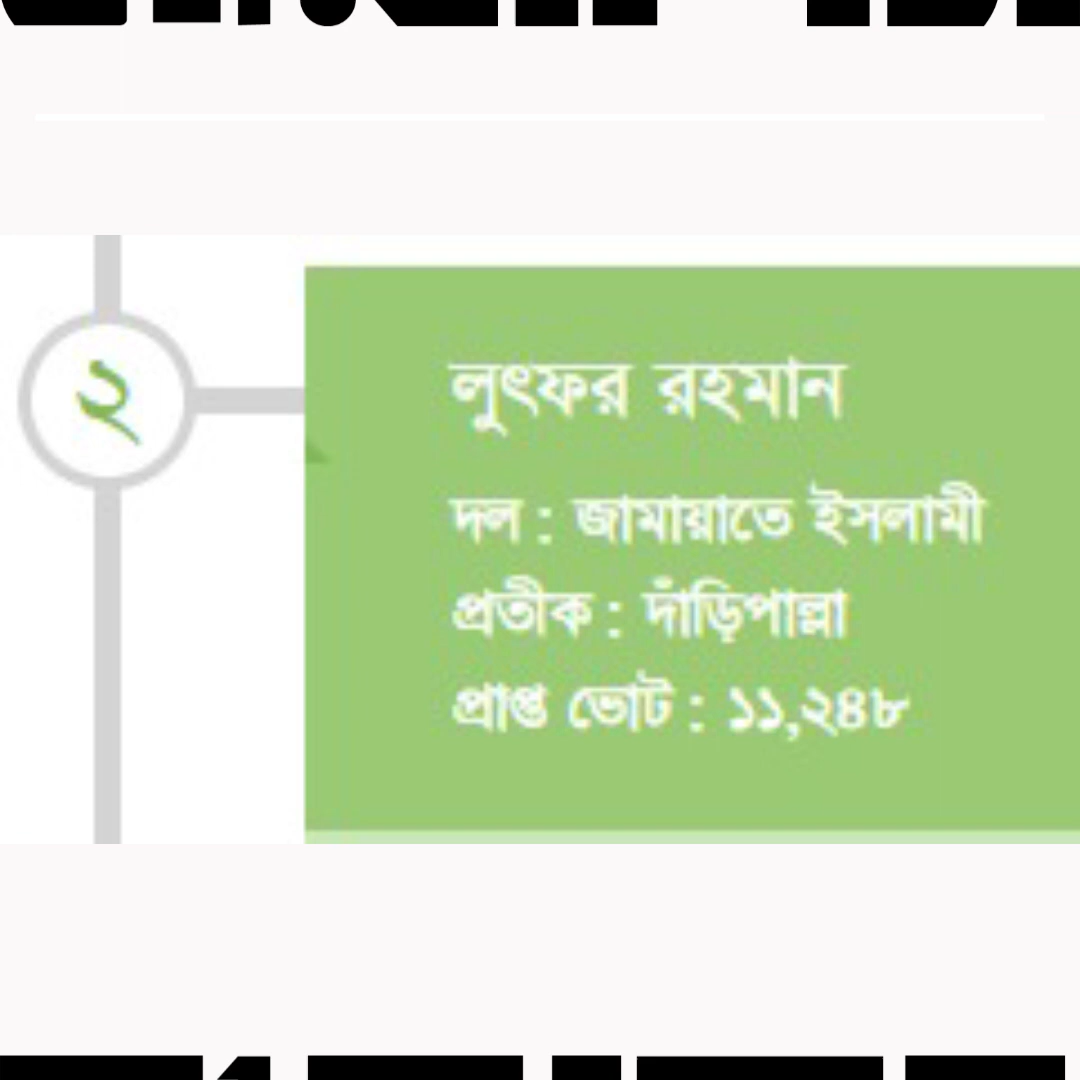 ২
লুৎফর রহমান
দল : জামায়াতে ইসলামী
প্রতীক : দাঁড়িপাল্লা
প্রাপ্ত ভোট : ১১,২৪৮